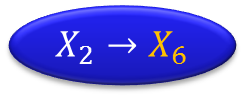 X₂ → X₆